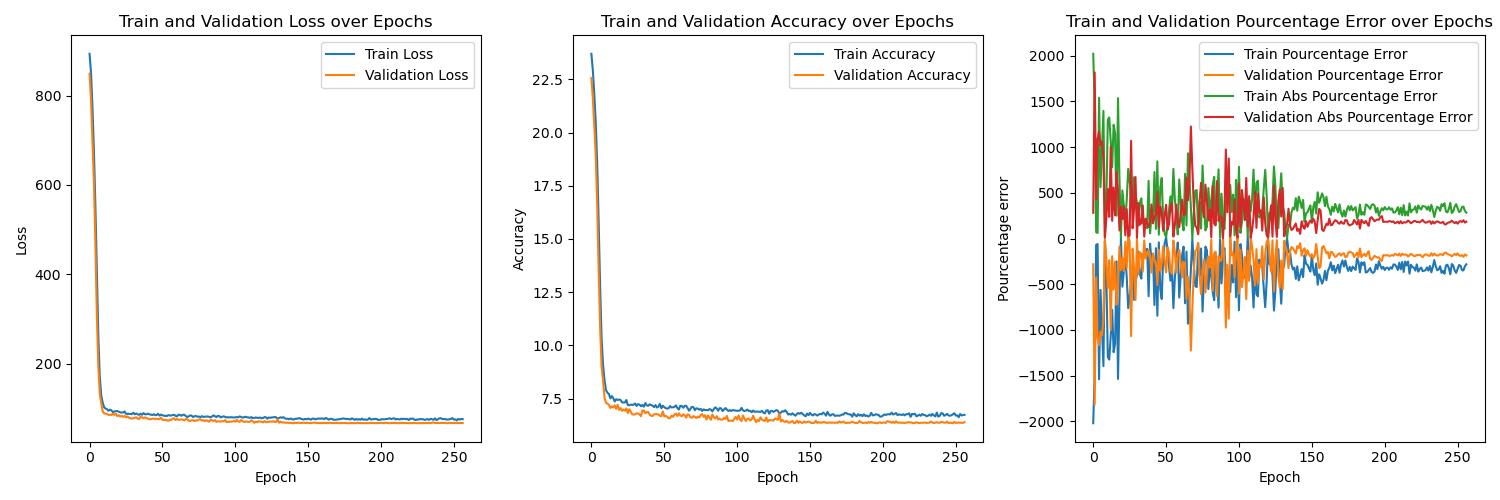 Train and Validation Loss over Epochs
Train Loss
Validation Loss
800
600
400
200
Loss
0
50
100
150
200
250
Epoch
Train and Validation Accuracy over Epochs
Train Accuracy
Validation Accuracy
22.5
20.0
17.5
15.0
12.5
10.0
7.5
Accuracy
0
50
100
150
200
250
Epoch
Train and Validation Pourcentage Error over Epochs
Train Pourcentage Error
Validation Pourcentage Error
Train Abs Pourcentage Error
Validation Abs Pourcentage Error
2000
1500
1000
500
0
−500
−1000
−1500
−2000
Pourcentage error
0
50
100
150
200
250
Epoch